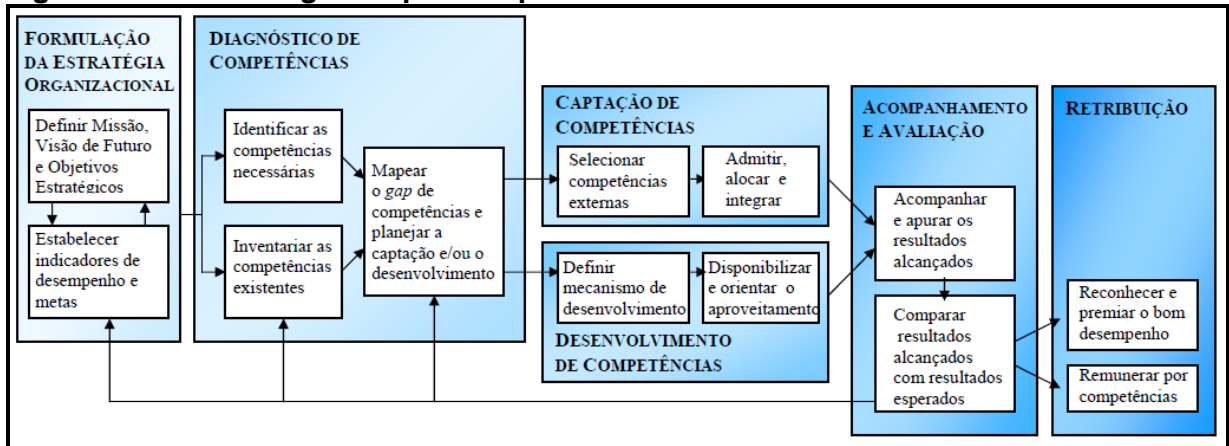 FORMULAÇÃO
DA ESTRATÉGIA
ORGANIZACIONAL
Definir Missão,
Visão de Futuro
e Objetivos
Estratégicos
Estabelecer
indicadores de
desempenho e
metas
DIAGNÓSTICO DE
COMPETÊNCIAS
Identificar as
competências
necessárias
Inventariar as
competências
existentes
Mapear
o gap de
competências e
planejar a
captação e/ou o
desenvolvimento
CAPTAÇÃO DE
COMPETÊNCIAS
Selecionar
competências
externas
Admitir,
alocar e
integrar
Definir
mecanismo de
desenvolvimento
Disponibilizar
e orientar o
aproveitamento
DESENVOLVIMENTO
DE COMPETÊNCIAS
ACOMPANHAMENTO
E AVALIAÇÃO
Acompanhar
e apurar os
resultados
alcançados
Comparar
resultados
alcançados
com resultados
esperados
RETRIBUIÇÃO
Reconhecer e
premiar o bom
desempenho
Remunerar por
competências